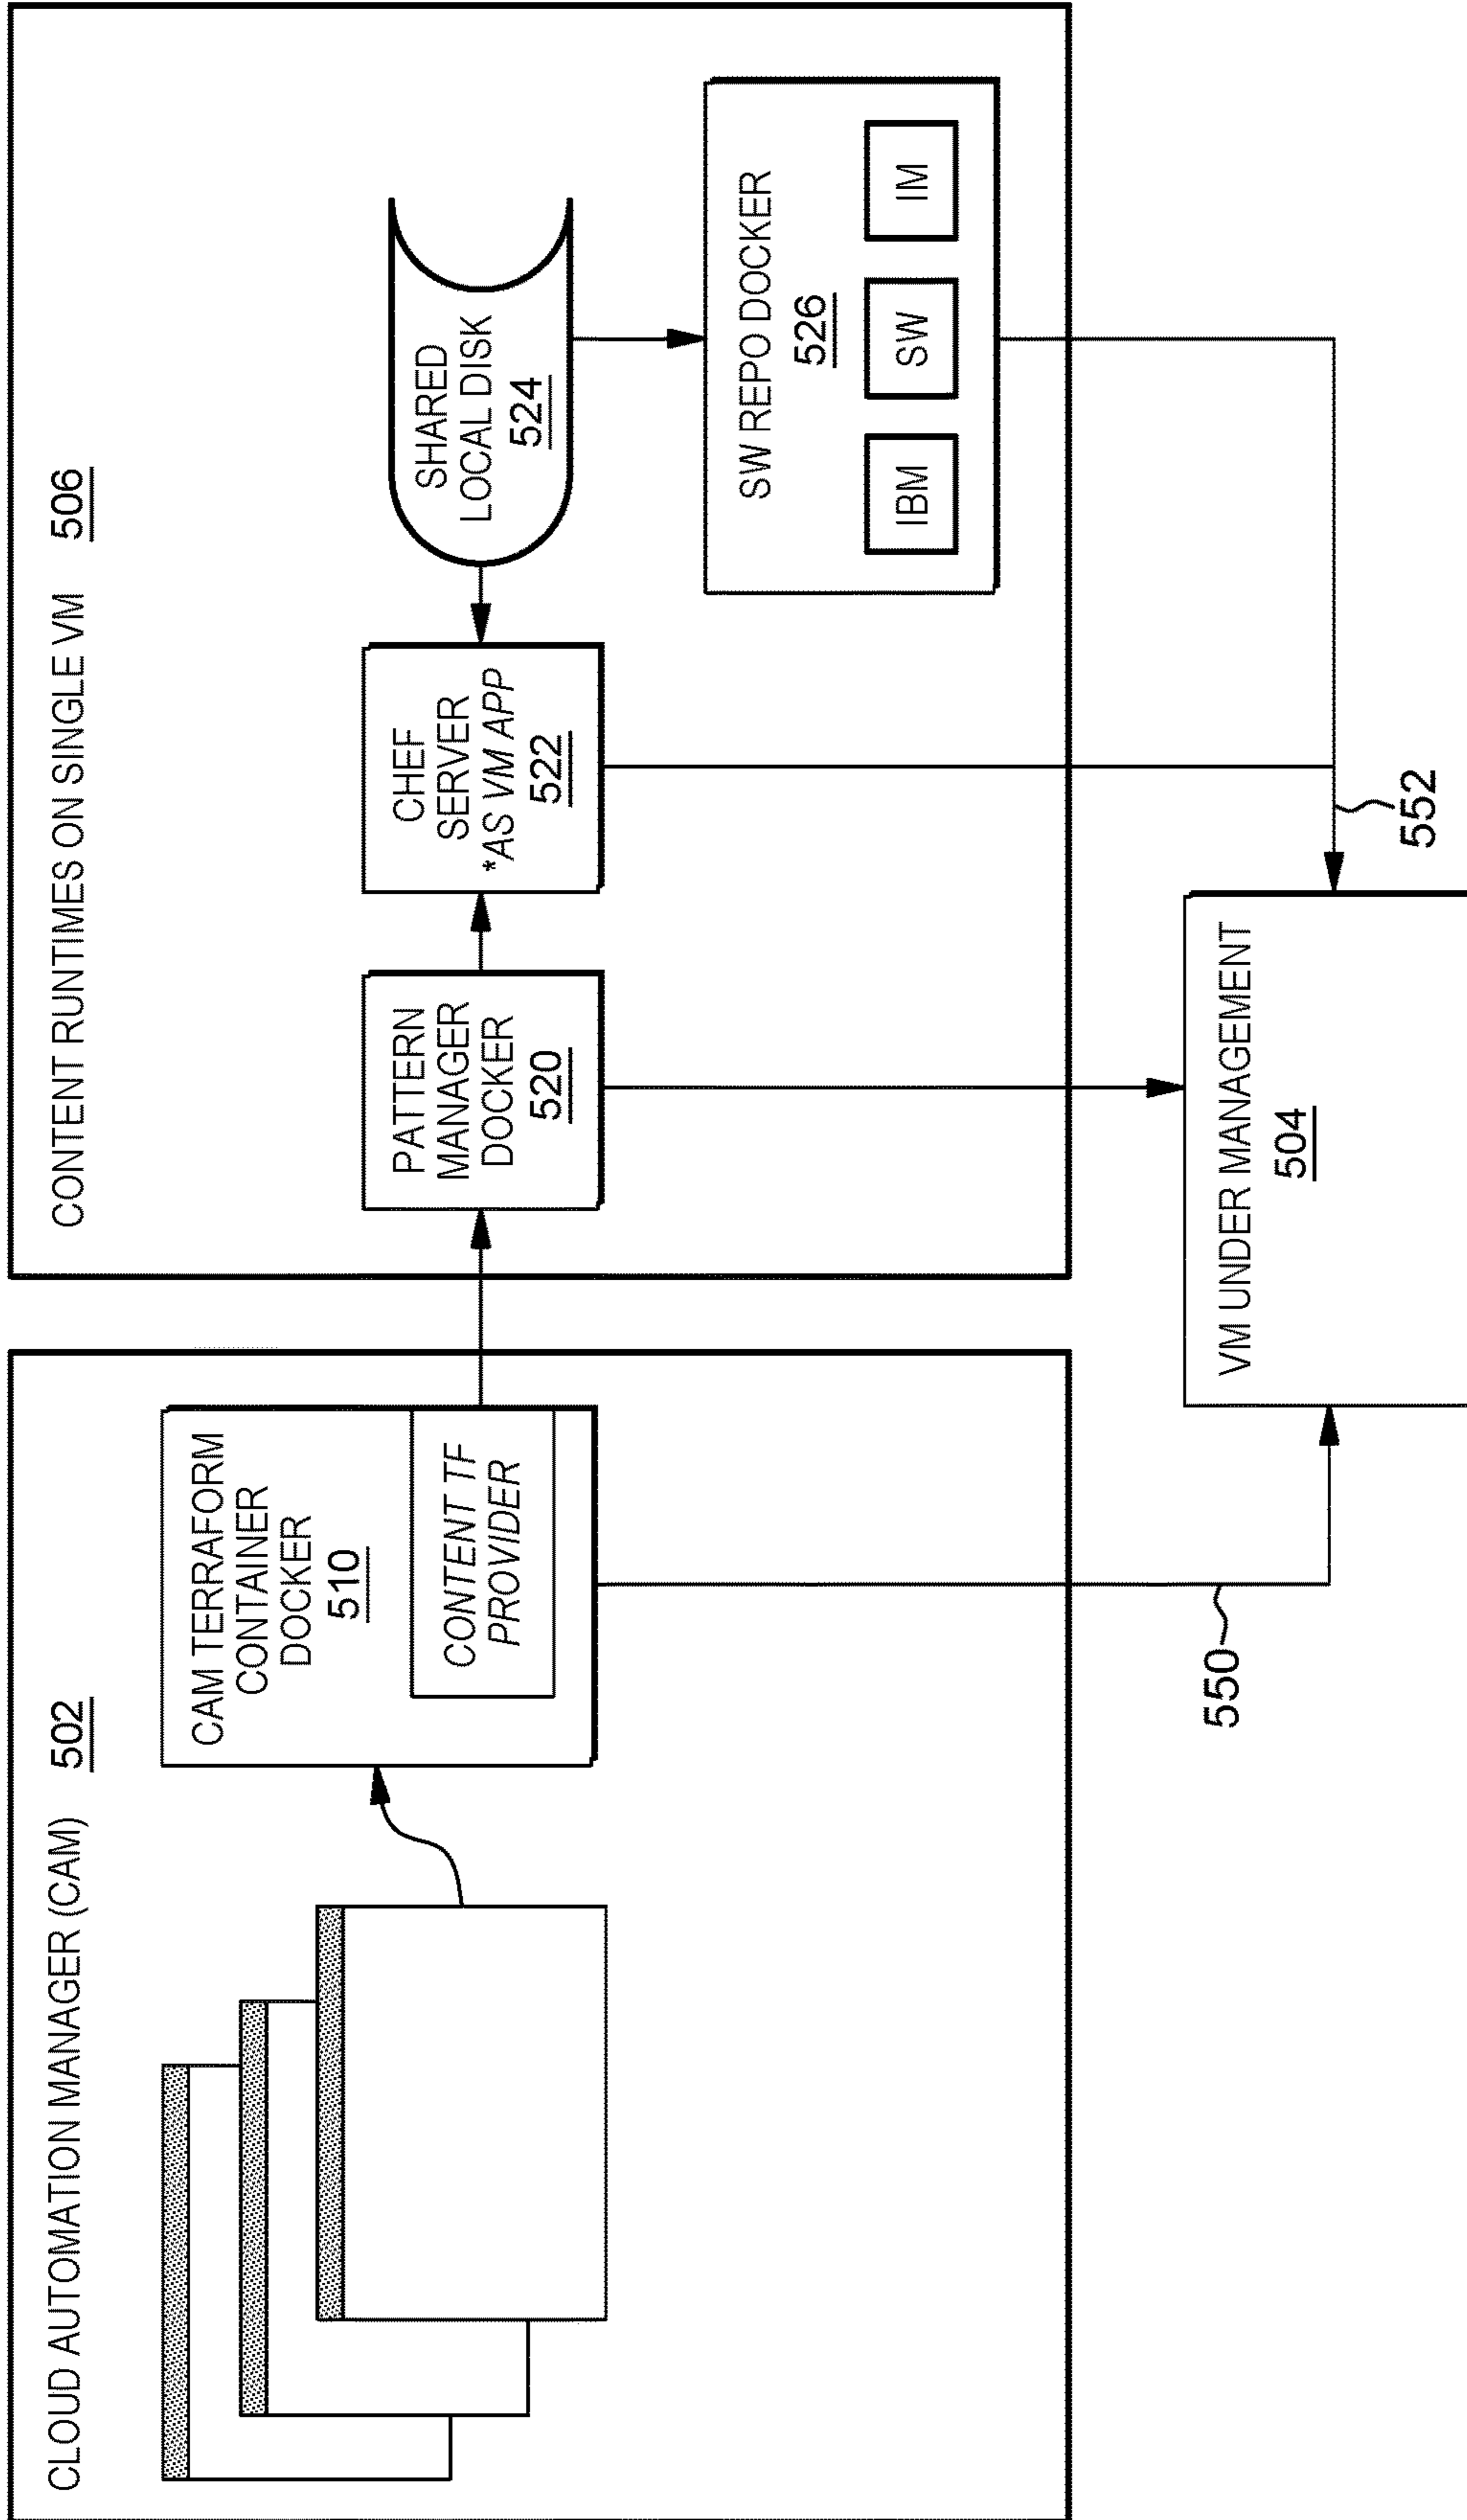 CLOUD AUTOMATION MANAGER (CAM) 502
CAM TERRAFORM
CONTAINER
DOCKER
510
CONTENT TF
PROVIDER
550
CONTENT RUNTIMES ON SINGLE VM 506
PATTERN
MANAGER
DOCKER
520
CHEF
SERVER
*AS VM APP
522
SHARED
LOCAL DISK
524
SW REPO DOCKER
526
IBM
SW
IM
VM UNDER MANAGEMENT
504
552